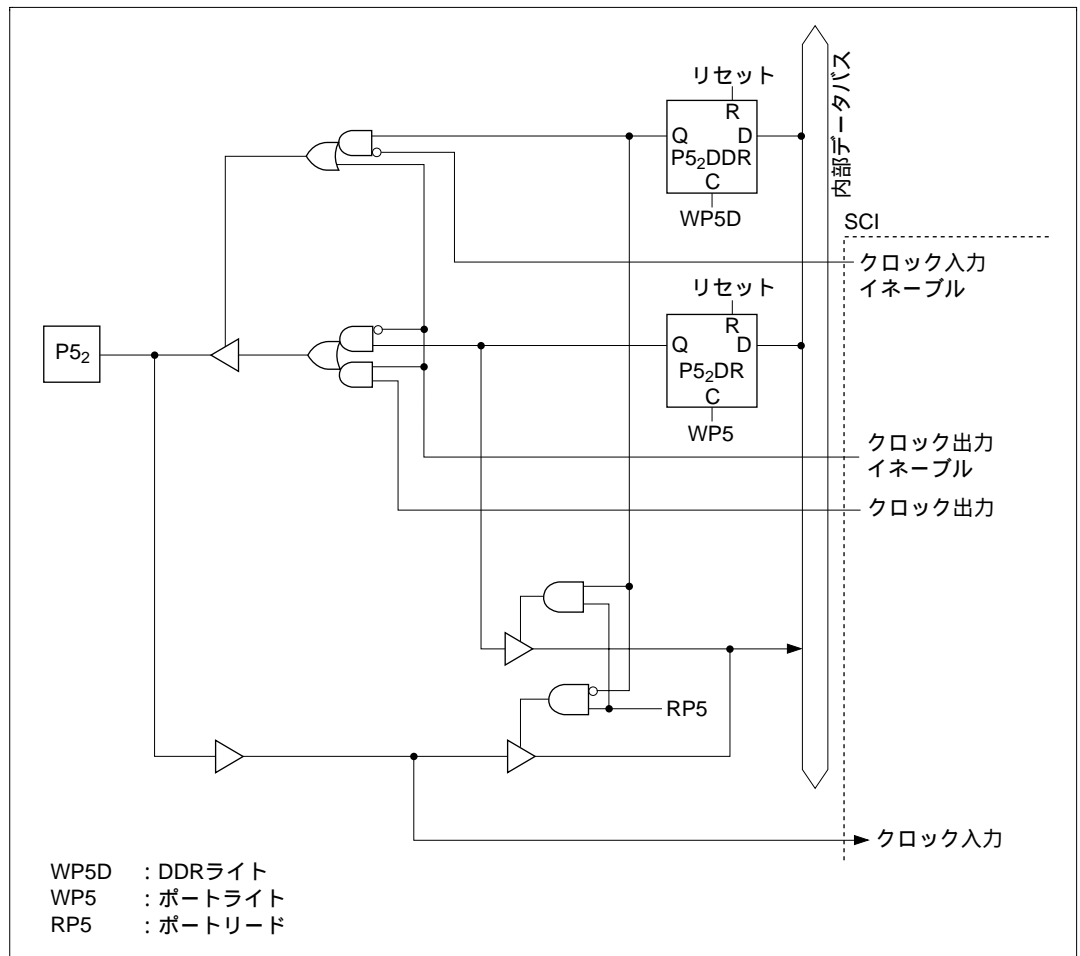 リセット
R
Q D
P5₂DDR
C
WP5D
内部データバス
SCI
クロック入力
イネーブル
リセット
R
Q D
P5₂DR
C
WP5
P5₂
クロック出力
イネーブル
クロック出力
RP5
クロック入力
WP5D :DDRライト
WP5 :ポートライト
RP5 :ポートリード